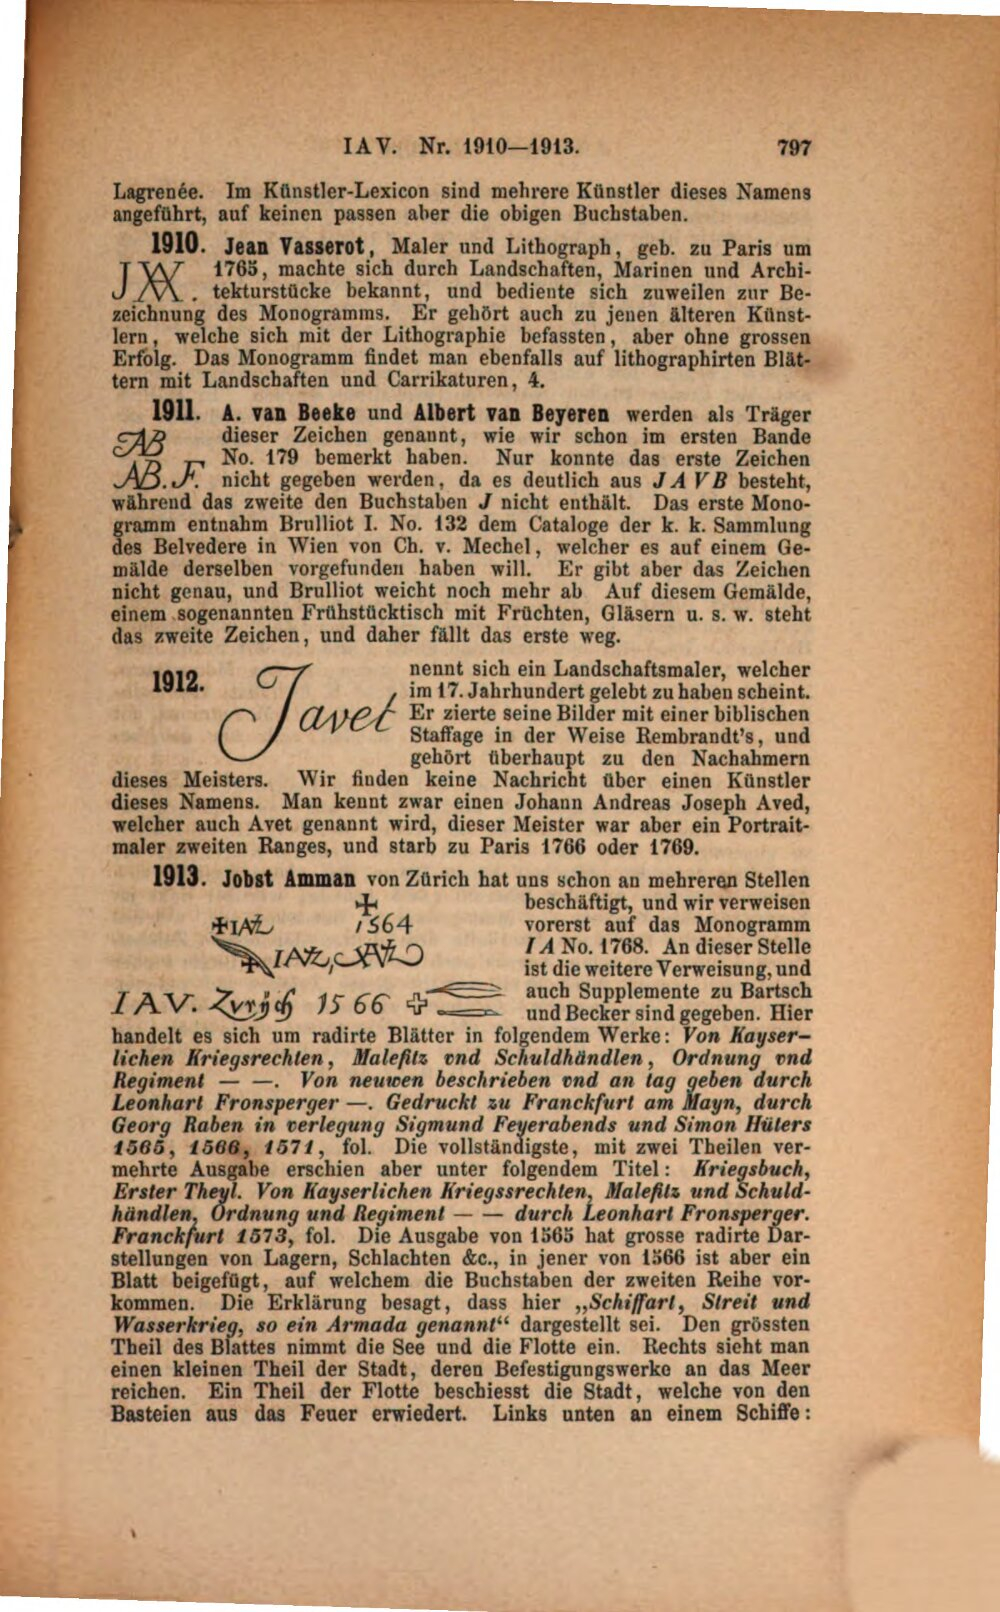 IAV. Nr. 1910—1913. 797
Lagrenée. Im Künstler-Lexicon sind mehrere Künstler dieses Namens
angeführt, auf keinen passen aber die obigen Buchstaben.
1910. Jean Vasserot, Maler und Lithograph, geb. zu Paris um
1765, machte sich durch Landschaften, Marinen und Archi-
tekturstücke bekannt, und bediente sich zuweilen zur Be-
zeichnung des Monogramms. Er gehört auch zu jenen älteren Künst-
lern, welche sich mit der Lithographie befassten, aber ohne grossen
Erfolg. Das Monogramm findet man ebenfalls auf lithographirten Blät-
tern mit Landschaften und Carrikaturen, 4.
1911. A. van Beeke und Albert van Beyeren werden als Träger
dieser Zeichen genannt, wie wir schon im ersten Bande
No. 179 bemerkt haben. Nur konnte das erste Zeichen
AB. F. nicht gegeben werden, da es deutlich aus J A V B besteht,
während das zweite den Buchstaben J nicht enthält. Das erste Mono-
gramm entnahm Brulliot I. No. 132 dem Cataloge der k. k. Sammlung
des Belvedere in Wien von Ch. v. Mechel, welcher es auf einem Ge-
mälde derselben vorgefunden haben will. Er gibt aber das Zeichen
nicht genau, und Brulliot weicht noch mehr ab Auf diesem Gemälde,
einem sogenannten Frühstücktisch mit Früchten, Gläsern u. s. w. steht
das zweite Zeichen, und daher fällt das erste weg.
1912. Javet, nennt sich ein Landschaftsmaler, welcher
im 17. Jahrhundert gelebt zu haben scheint.
Er zierte seine Bilder mit einer biblischen
Staffage in der Weise Rembrandt's, und
gehört überhaupt zu den Nachahmern
dieses Meisters. Wir finden keine Nachricht über einen Künstler
dieses Namens. Man kennt zwar einen Johann Andreas Joseph Aved,
welcher auch Avet genannt wird, dieser Meister war aber ein Portrait-
maler zweiten Ranges, und starb zu Paris 1766 oder 1769.
1913. Jobst Amman von Zürich hat uns schon an mehreren Stellen
beschäftigt, und wir verweisen
1564 vorerst auf das Monogramm
I A No. 1768. An dieser Stelle
ist die weitere Verweisung, und
IAV. Zvrych 1566 auch Supplemente zu Bartsch
und Becker sind gegeben. Hier
handelt es sich um radirte Blätter in folgendem Werke: Von Kayser-
lichen Kriegsrechten, Malefitz vnd Schuldhändlen, Ordnung vnd
Regiment — —. Von neuwen beschrieben vnd an tag geben durch
Leonhart Fronsperger —. Gedruckt zu Franckfurt am Mayn, durch
Georg Raben in verlegung Sigmund Feyerabends und Simon Hüters
1565, 1566, 1571, fol. Die vollständigste, mit zwei Theilen ver-
mehrte Ausgabe erschien aber unter folgendem Titel: Kriegsbuch,
Erster Theyl. Von Kayserlichen Kriegssrechten, Malefitz und Schuld-
händlen, Ordnung und Regiment — — durch Leonhart Fronsperger.
Franckfurt 1573, fol. Die Ausgabe von 1565 hat grosse radirte Dar-
stellungen von Lagern, Schlachten &c., in jener von 1566 ist aber ein
Blatt beigefügt, auf welchem die Buchstaben der zweiten Reihe vor-
kommen. Die Erklärung besagt, dass hier „Schiffart, Streit und
Wasserkrieg, so ein Armada genannt“ dargestellt sei. Den grössten
Theil des Blattes nimmt die See und die Flotte ein. Rechts sieht man
einen kleinen Theil der Stadt, deren Befestigungswerke an das Meer
reichen. Ein Theil der Flotte beschiesst die Stadt, welche von den
Basteien aus das Feuer erwiedert. Links unten an einem Schiffe: